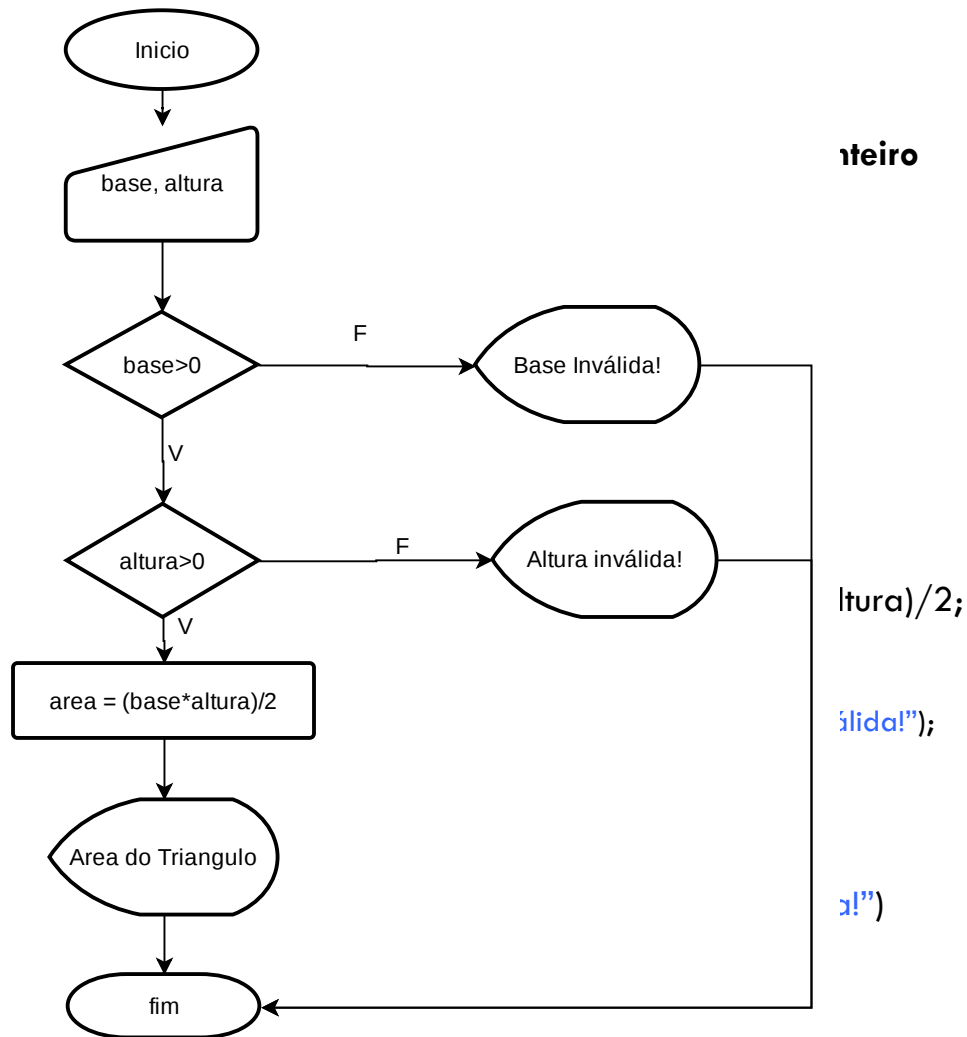 Inicio
base, altura
base>0
F
Base Inválida!
V
altura>0
F
Altura inválida!
V
area = (base*altura)/2
Area do Triangulo
fim
nteiro
ltura)/2;
álida!”);
a!”)